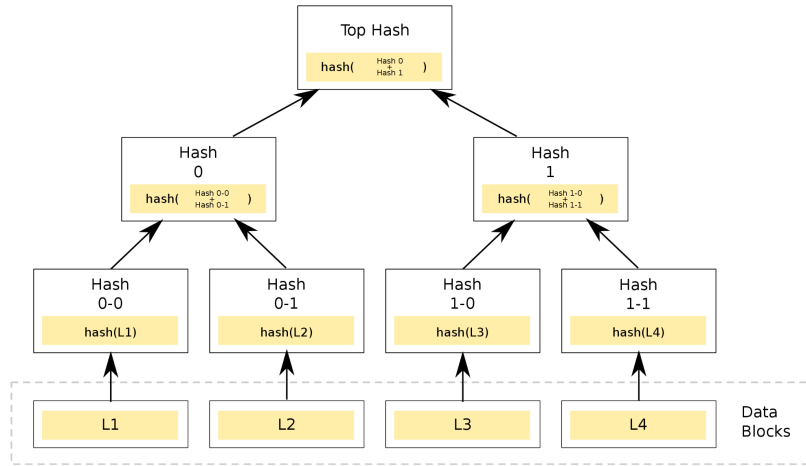 Top Hash
hash( Hash 0 + Hash 1 )
Hash
0
hash( Hash 0-0 + Hash 0-1 )
Hash
1
hash( Hash 1-0 + Hash 1-1 )
Hash
0-0
hash(L1)
Hash
0-1
hash(L2)
Hash
1-0
hash(L3)
Hash
1-1
hash(L4)
L1
L2
L3
L4
Data
Blocks